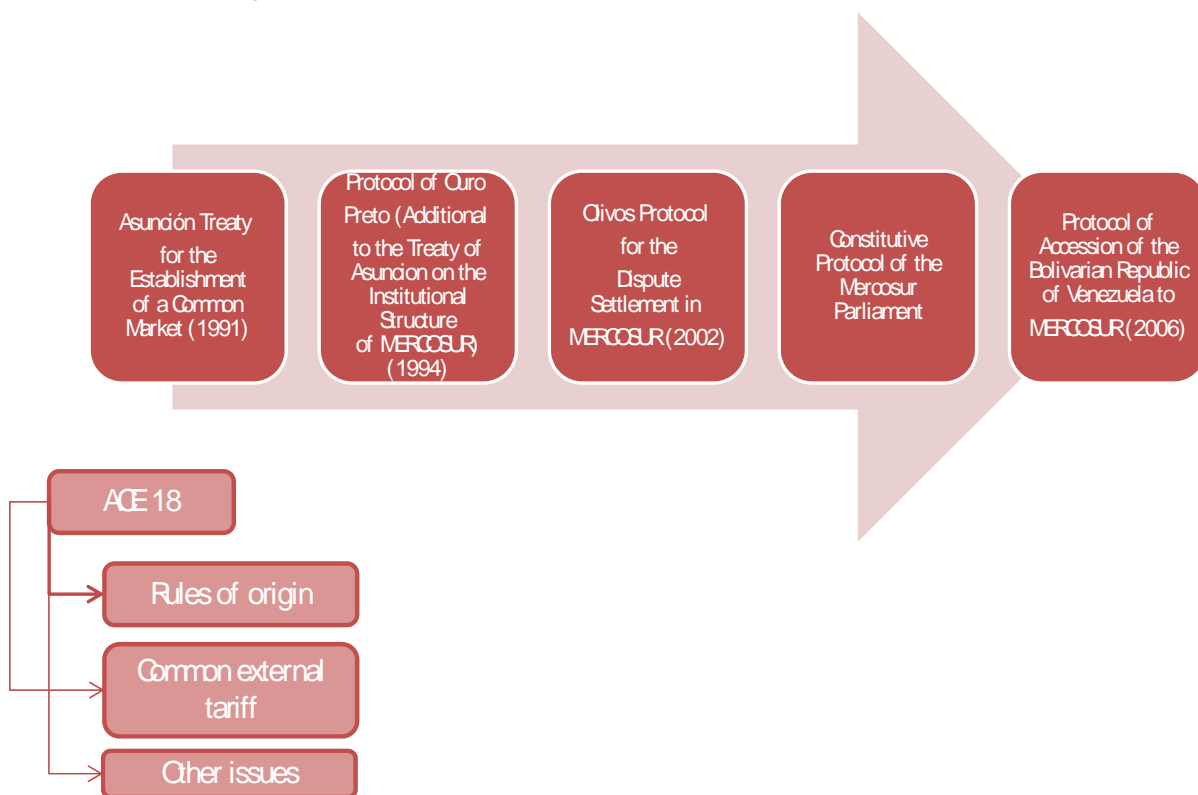 Asunción Treaty
for the
Establishment
of a Common
Market (1991)
Protocol of Ouro
Preto (Additional
to the Treaty of
Asuncion on the
Institutional
Structure
of MERCOSUR)
(1994)
Olivos Protocol
for the
Dispute
Settlement in
MERCOSUR (2002)
Constitutive
Protocol of the
Mercosur
Parliament
Protocol of
Accession of the
Bolivarian Republic
of Venezuela to
MERCOSUR (2006)
ACE 18
Rules of origin
Common external
tariff
Other issues